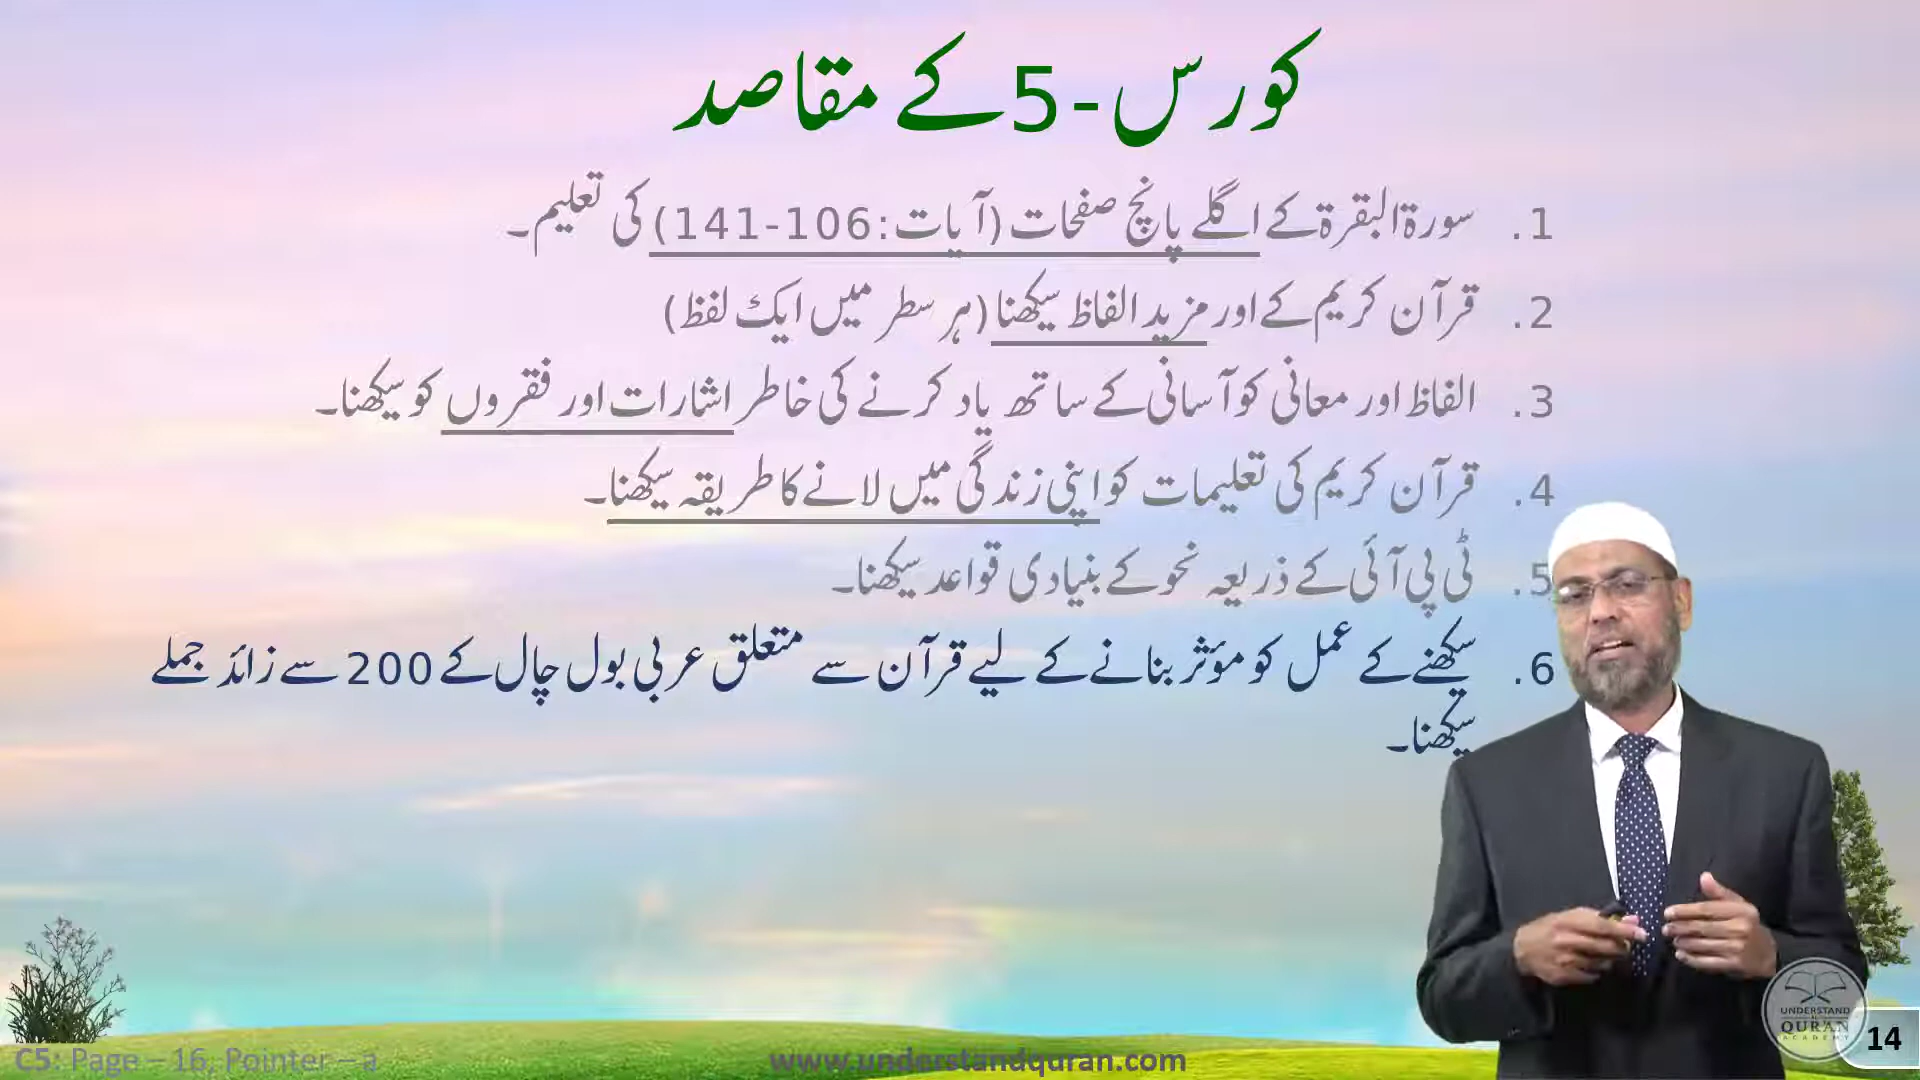 کورس-5 کے مقاصد
1. سورۃ البقرۃ کے اگلے پانچ صفحات (آیات: 106-141) کی تعلیم۔
2. قرآن کریم کے اور مزید الفاظ سیکھنا (ہر سطر میں ایک لفظ)
3. الفاظ اور معانی کو آسانی کے ساتھ یاد کرنے کی خاطر اشارات اور فقروں کو سیکھنا۔
4. قرآن کریم کی تعلیمات کو اپنی زندگی میں لانے کا طریقہ سیکھنا۔
5. ٹی پی آئی کے ذریعہ نحو کے بنیادی قواعد سیکھنا۔
6. سیکھنے کے عمل کو مؤثر بنانے کے لیے قرآن سے متعلق عربی بول چال کے 200 سے زائد جملے
سیکھنا۔
UNDERSTAND
QUR'AN
ACADEMY
14
C5: Page – 16, Pointer – a
www.understandquran.com